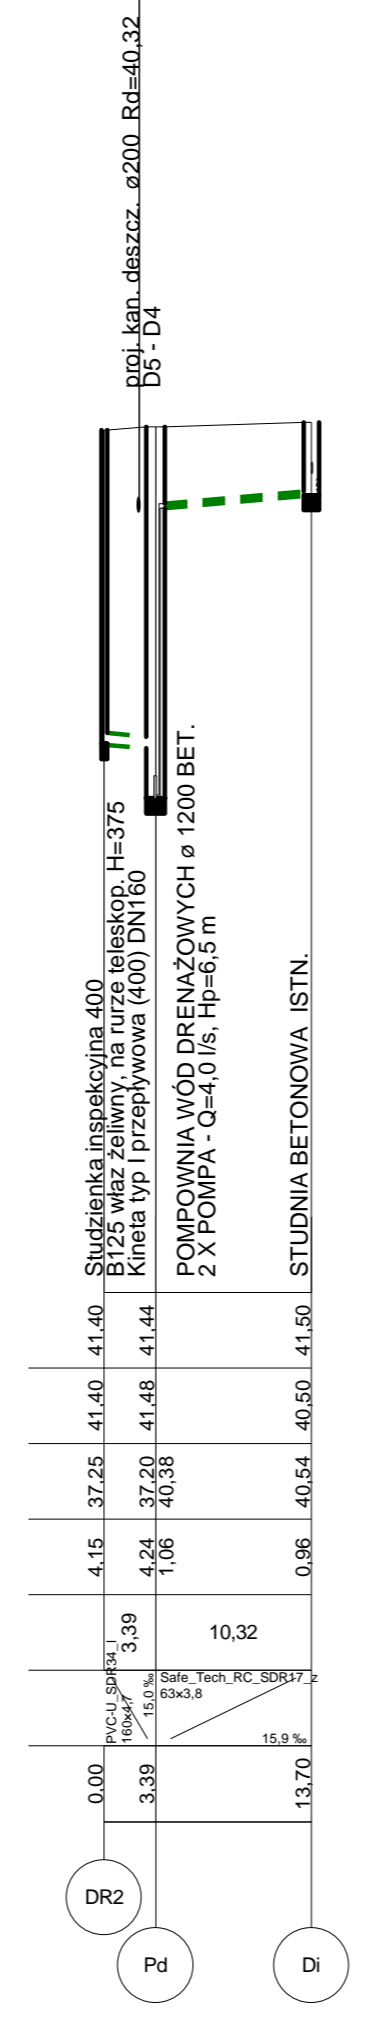 proj. kan. deszcz. ø200 Rd=40,32
D5 - D4
Studzienka inspekcyjna 400
B125 właz żeliwny, na rurze teleskop. H=375
Kineta typ I przepływowa (400) DN160
POMPOWNIA WÓD DRENAŻOWYCH ø 1200 BET.
2 X POMPA - Q=4,0 l/s, Hp=6,5 m
STUDNIA BETONOWA ISTN.
41,40 41,44 41,50
41,40 41,48 40,50
37,25 37,20 40,38 40,54
4,15 4,24 1,06 0,96
3,39 10,32
PVC-U_SDR34_l
160x4,7
15,0 ‰
Safe_Tech_RC_SDR17_z
63×3,8
15,9 ‰
0,00 3,39 13,70
DR2
Pd
Di